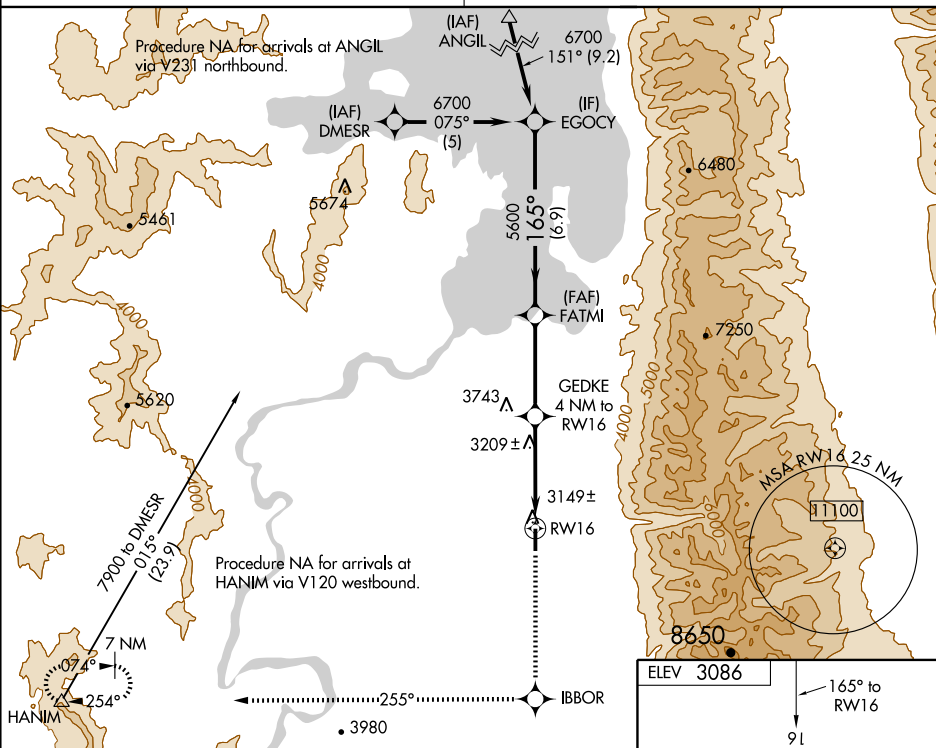 (IAF)
ANGIL
6700
151° (9.2)
Procedure NA for arrivals at ANGIL
via V231 northbound.
(IAF)
DMESR
6700
075°
(5)
(IF)
EGOCY
6480
5674
5461
5600
165°
(6.9)
4000
4000
(FAF)
FATMI
7250
5620
3743
GEDKE
4 NM to
RW16
5000
4000
3209±
MSA RW16 25 NM
4000
3149±
11100
RW16
7900 to DMESR
015°
(23.9)
Procedure NA for arrivals at
HANIM via V120 westbound.
7 NM
074°
254°
HANIM
8650
ELEV 3086
165° to
RW16
255°
IBBOR
3980
16